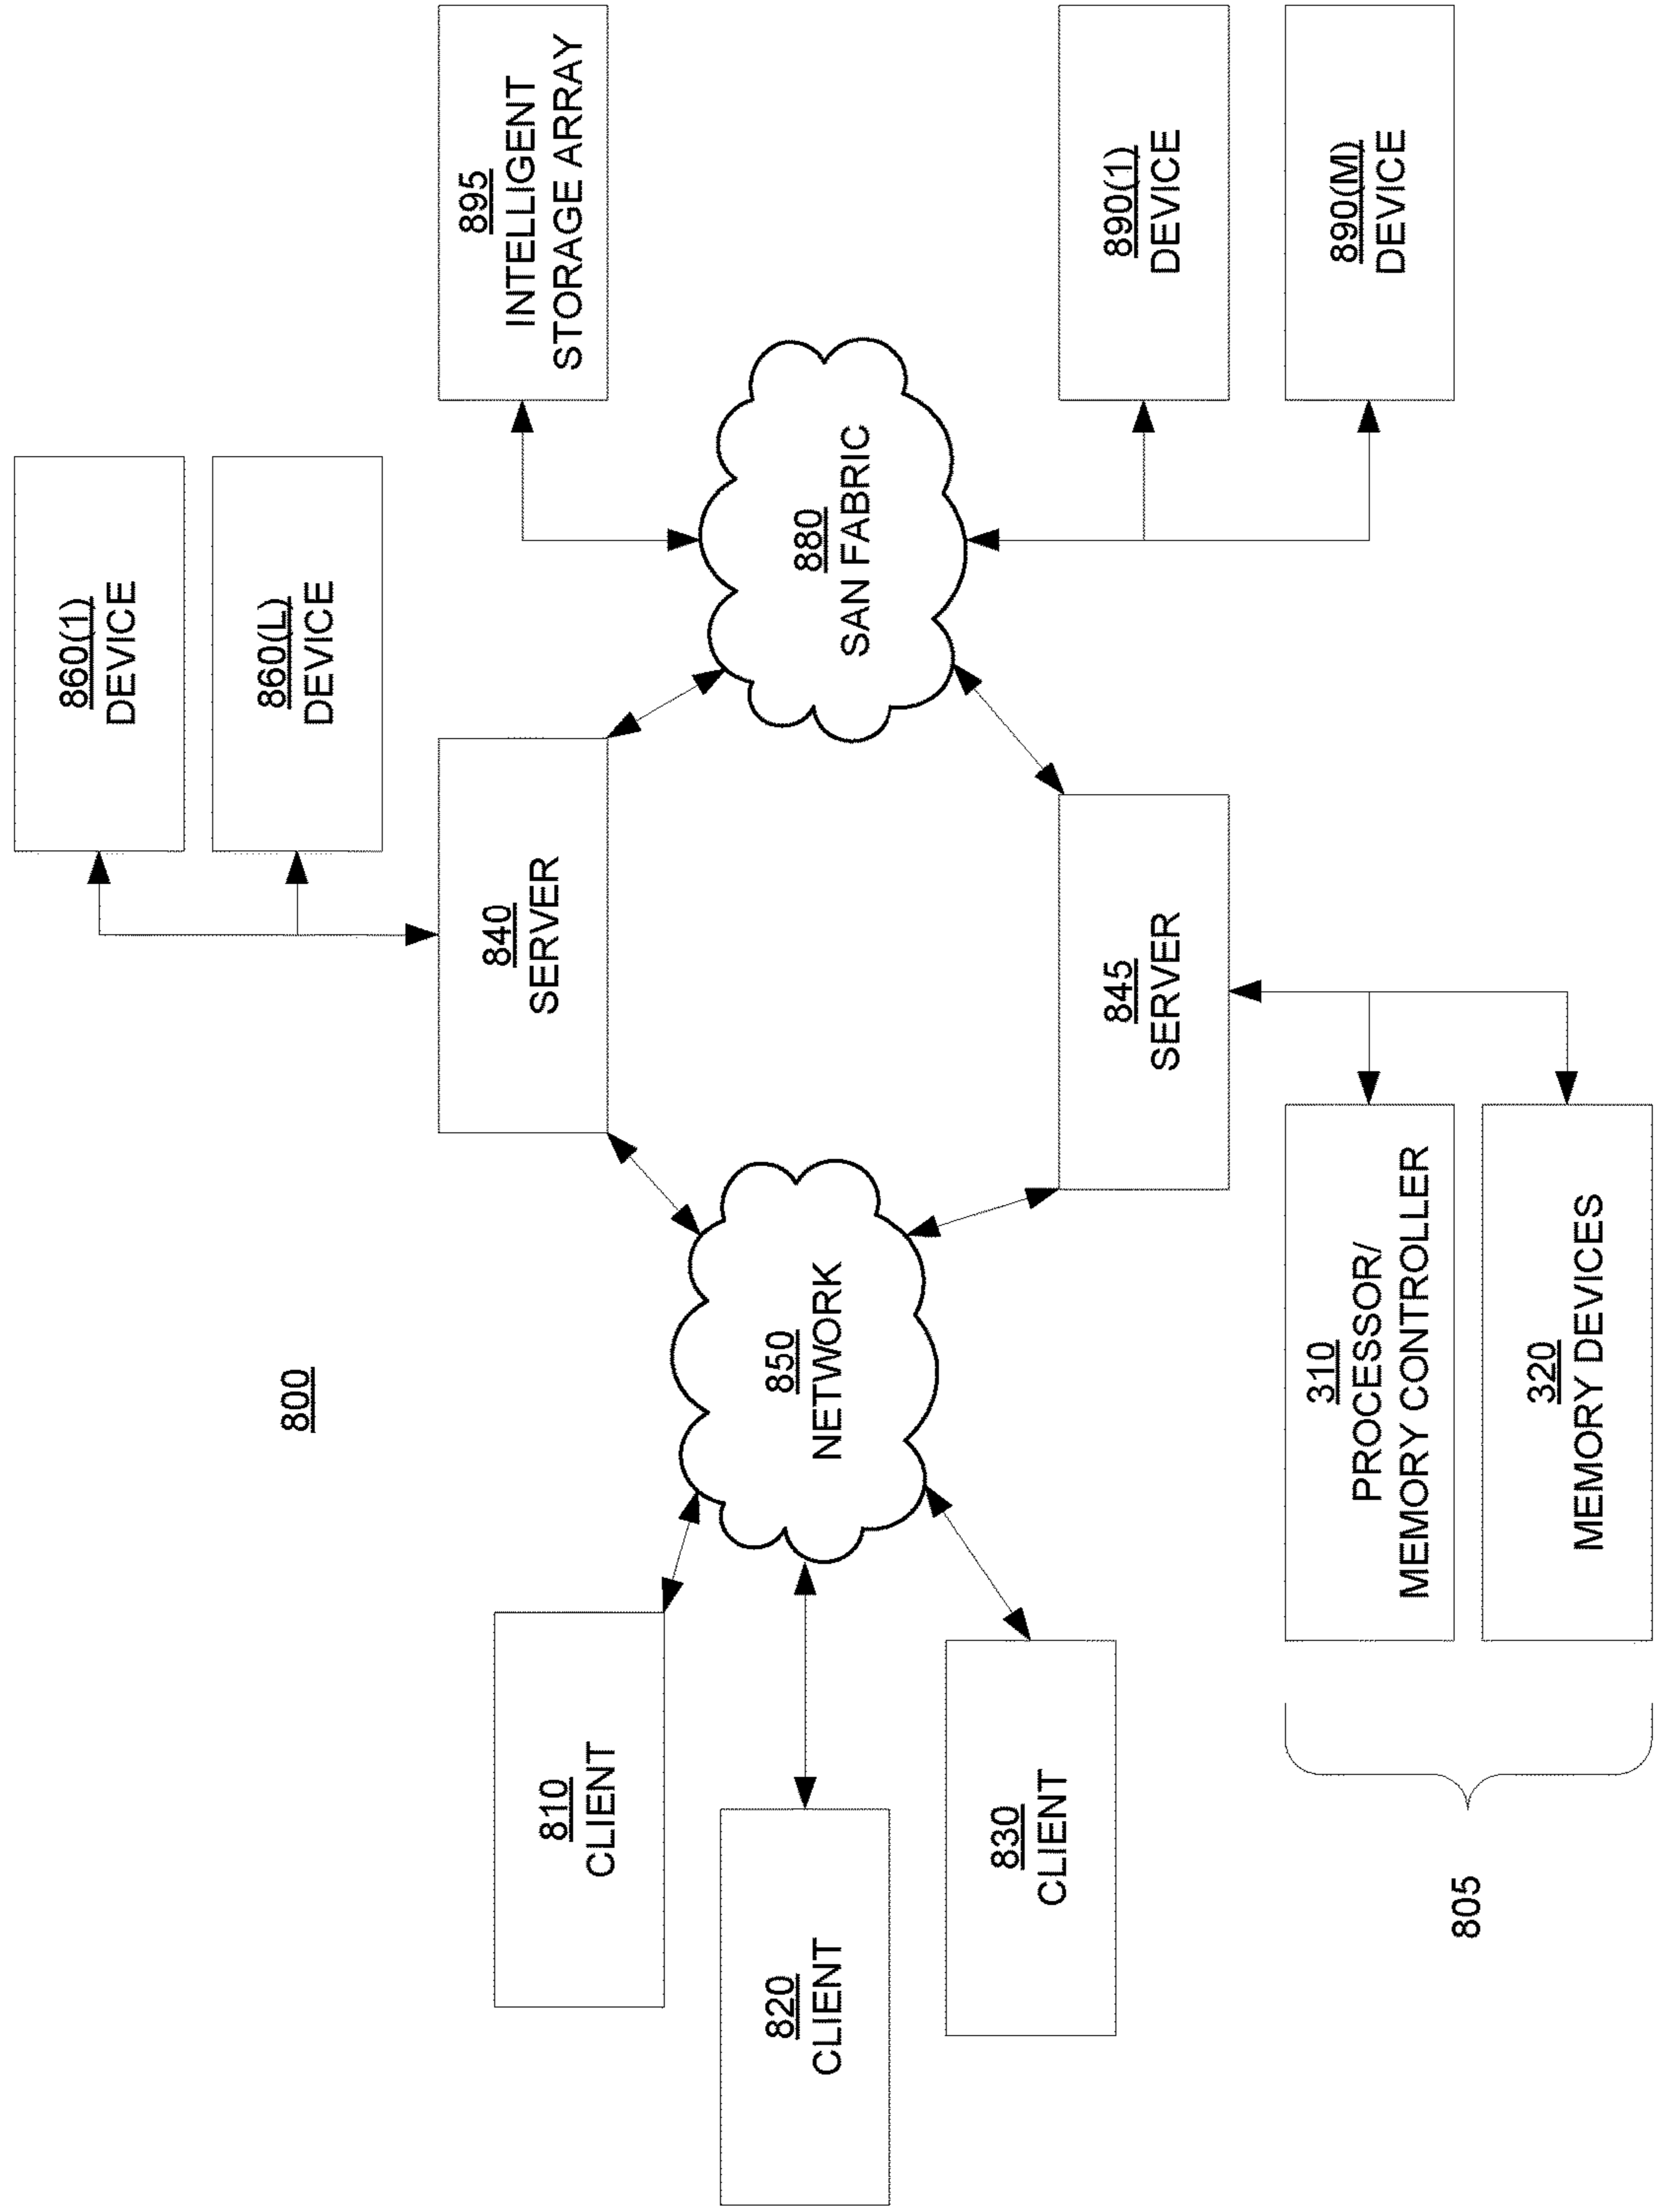 800
860(1)
DEVICE
860(L)
DEVICE
810
CLIENT
840
SERVER
895
INTELLIGENT
STORAGE ARRAY
820
CLIENT
850
NETWORK
880
SAN FABRIC
830
CLIENT
845
SERVER
890(1)
DEVICE
890(M)
DEVICE
310
PROCESSOR/
MEMORY CONTROLLER
320
MEMORY DEVICES
805